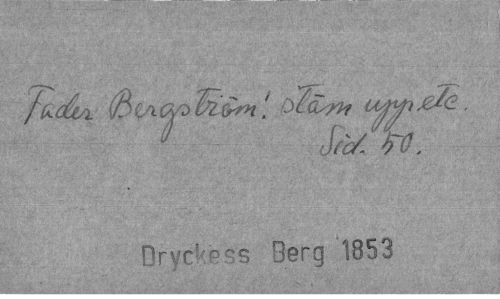 Fader Bergström! stäm upp etc.
Sid. 50.
Dryckess Berg 1853